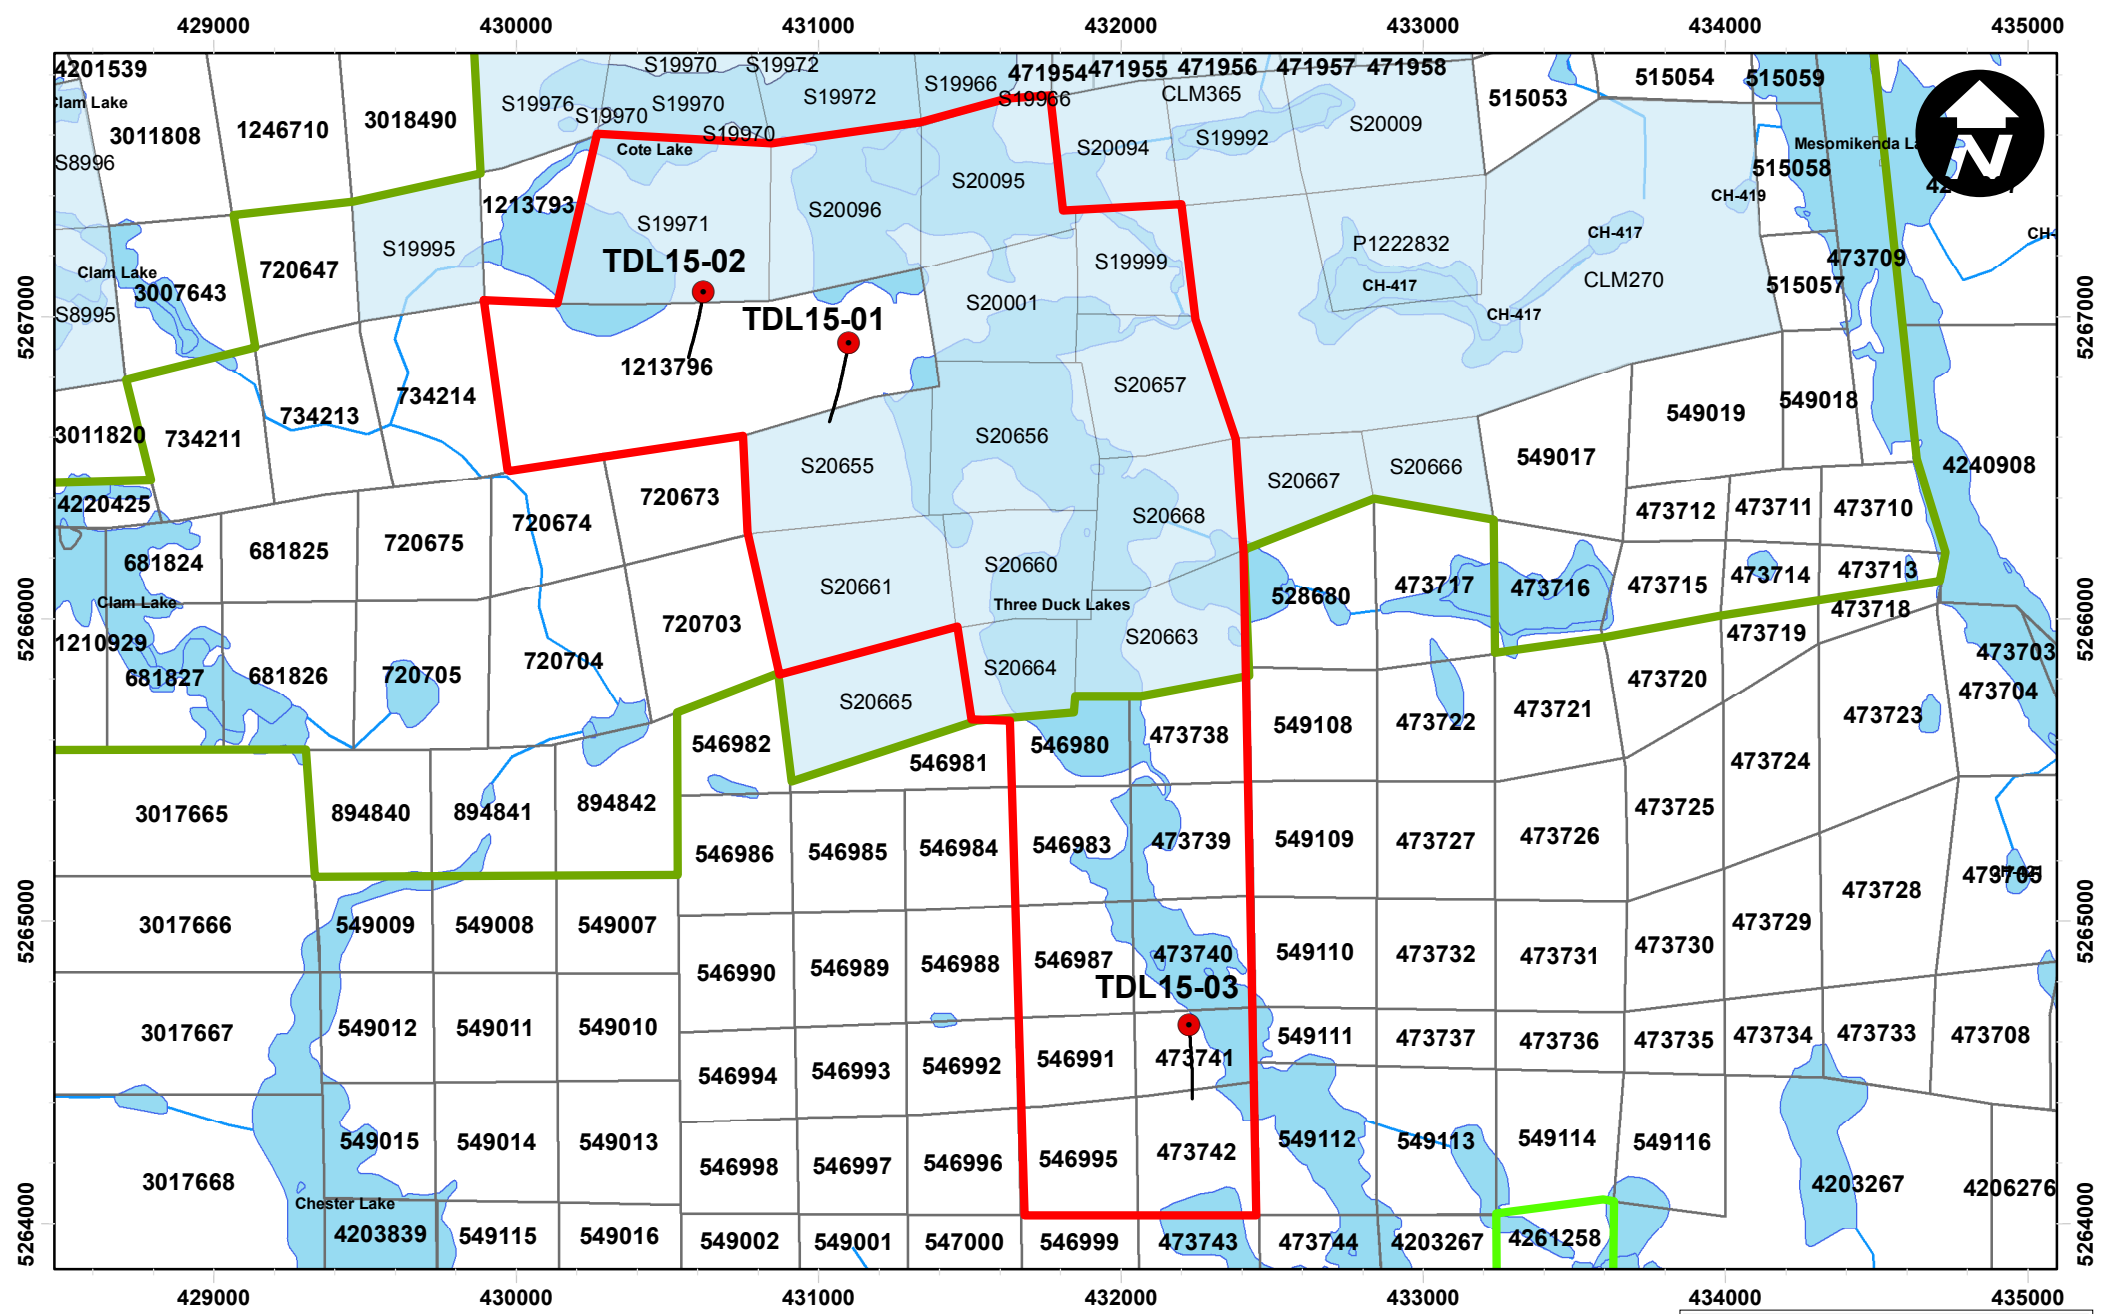 429000 430000 431000 432000 433000 434000 435000
4201539 S19970 S19972 S19966 471954 471955 471956 471957 471958 515054 515059
Clam Lake S19976 S19970 S19970 S19972 S19966 CLM365 515053
3011808 1246710 3018490 S19970 S20094 S19992 S20009 Mesomikenda
S8996 Cote Lake S20095 515058
1213793 S19971 S20096 CH-419
720647 S19995 S19999 P1222832 CH-417 CH-
Clam Lake TDL15-02 473709
3007643 S20001 CH-417 CLM270 515057
S8995 TDL15-01 CH-417
5267000 5267000
1213796
734213 734214 S20657 549019 549018
3011820 734211 S20655 S20656 549017 4240908
S20667 S20666
4220425 720673 473712 473711 473710
681824 681825 720675 720674 S20668
S20661 S20660 528680 473717 473716 473715 473714 473713
Clam Lake Three Duck Lakes
5266000 5266000
1210929 720703 S20663 473719 473718
681827 681826 720705 720704 S20664 473720 473703
S20665 473704
546982 546981 546980 473738 549108 473722 473721 473723
473724
3017665 894840 894841 894842 473725
546986 546985 546984 546983 473739 549109 473727 473726
473728 473705
3017666 549009 549008 549007 473729
5265000 5265000
546990 546989 546988 546987 473740 549110 473732 473731 473730
TDL15-03
3017667 549012 549011 549010 549111 473737 473736 473735 473734 473733 473708
546994 546993 546992 546991 473741
549015 549014 549013 549112 549113 549114 549116
546998 546997 546996 546995 473742
3017668 4203267 4206276
Chester Lake
5264000 5264000
4203839 549115 549016 549002 549001 547000 546999 473743 473744 4203267 4261258
429000 430000 431000 432000 433000 434000 435000
N